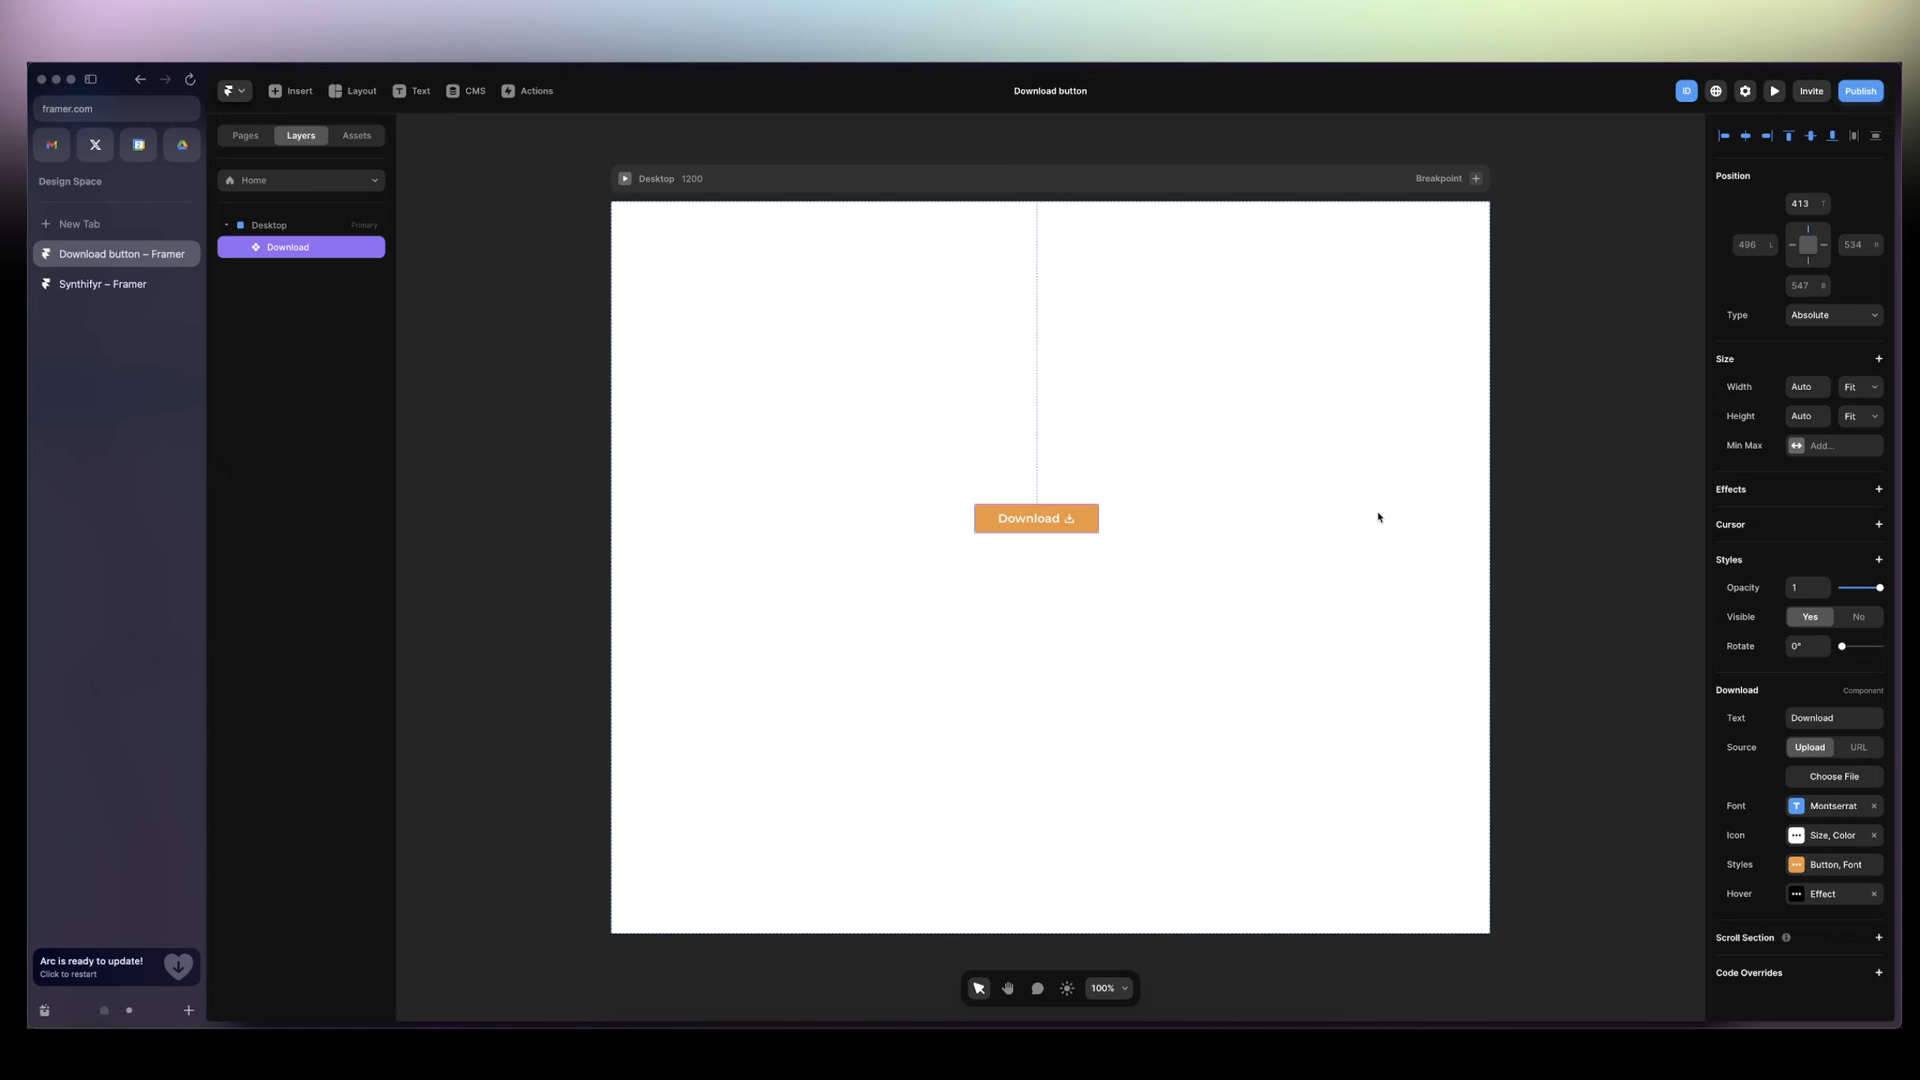 framer.com
Design Space
New Tab
Download button – Framer
Synthifyr – Framer
Arc is ready to update!
Click to restart
Insert
Layout
Text
CMS
Actions
Download button
ID
Invite
Publish
Pages
Layers
Assets
Home
Desktop
Primary
Download
Desktop 1200
Breakpoint
Download
100%
Position
413 T
496 L
534 R
547 B
Type
Absolute
Size
Width
Auto
Fit
Height
Auto
Fit
Min Max
Add...
Effects
Cursor
Styles
Opacity
1
Visible
Yes
No
Rotate
0°
Download
Component
Text
Download
Source
Upload
URL
Choose File
Font
Montserrat
Icon
Size, Color
Styles
Button, Font
Hover
Effect
Scroll Section
Code Overrides